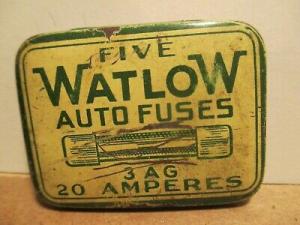 FIVE
WATLOW
AUTO FUSES
3 AG
20 AMPERES